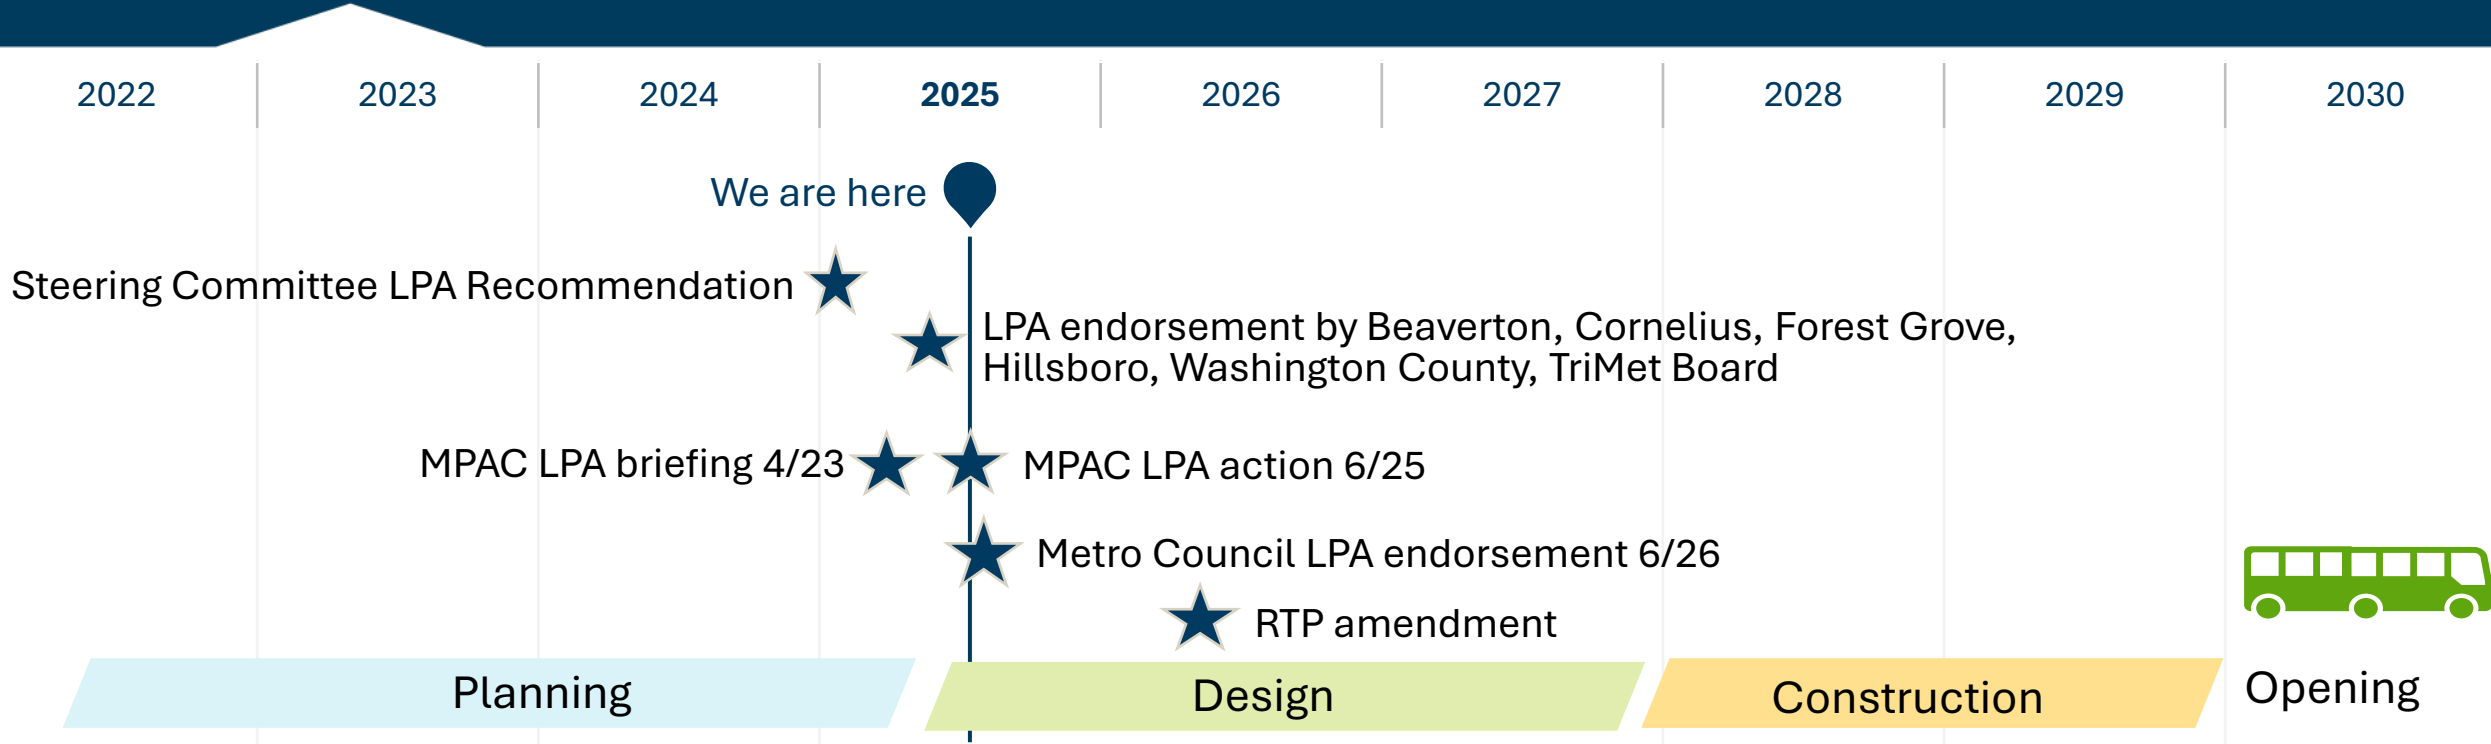 2022 2023 2024 2025 2026 2027 2028 2029 2030
We are here
Steering Committee LPA Recommendation
LPA endorsement by Beaverton, Cornelius, Forest Grove,
Hillsboro, Washington County, TriMet Board
MPAC LPA briefing 4/23
MPAC LPA action 6/25
Metro Council LPA endorsement 6/26
RTP amendment
Planning
Design
Construction
Opening